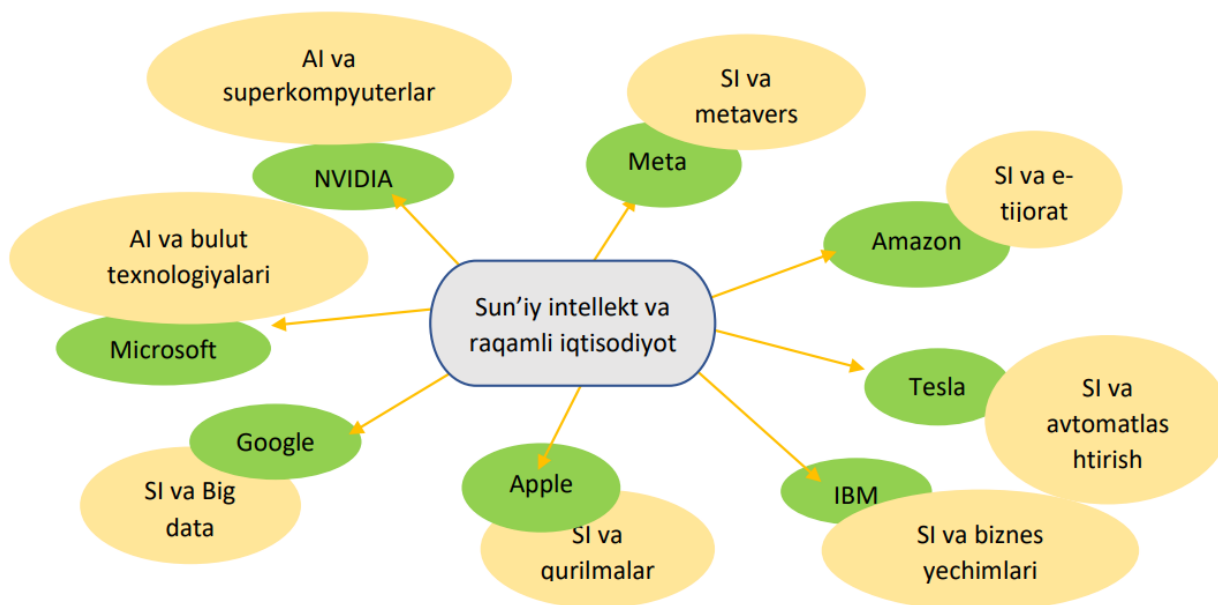 AI va
superkompyuterlar
NVIDIA
SI va
metavers
Meta
SI va e-
tijorat
Amazon
AI va bulut
texnologiyalari
Microsoft
Sun’iy intellekt va
raqamli iqtisodiyot
Tesla
SI va
avtomatlas
htirish
Google
SI va Big
data
Apple
SI va
qurilmalar
IBM
SI va biznes
yechimlari